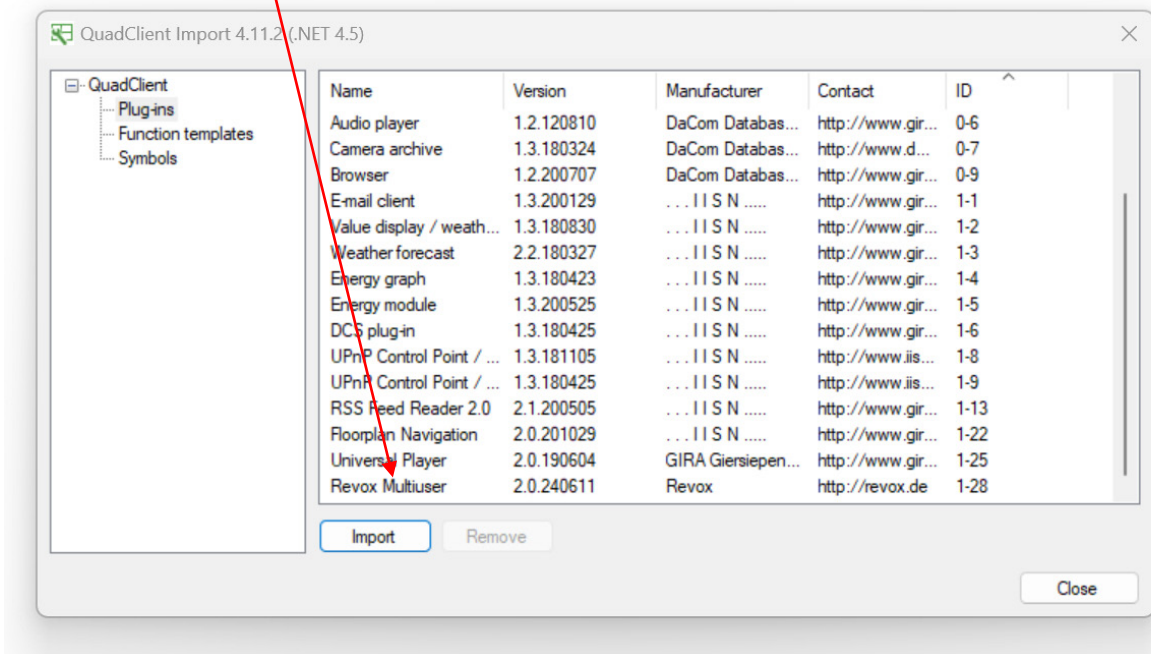 QuadClient Import 4.11.2 (.NET 4.5)
QuadClient
Plug-ins
Function templates
Symbols
Name Version Manufacturer Contact ID
Audio player 1.2.120810 DaCom Databas... http://www.gir... 0-6
Camera archive 1.3.180324 DaCom Databas... http://www.d... 0-7
Browser 1.2.200707 DaCom Databas... http://www.gir... 0-9
E-mail client 1.3.200129 . . . I I S N ..... http://www.gir... 1-1
Value display / weath... 1.3.180830 . . . I I S N ..... http://www.gir... 1-2
Weather forecast 2.2.180327 . . . I I S N ..... http://www.gir... 1-3
Energy graph 1.3.180423 . . . I I S N ..... http://www.gir... 1-4
Energy module 1.3.200525 . . . I I S N ..... http://www.gir... 1-5
DCS plug-in 1.3.180425 . . . I I S N ..... http://www.gir... 1-6
UPnP Control Point / ... 1.3.181105 . . . I I S N ..... http://www.iis... 1-8
UPnP Control Point / ... 1.3.180425 . . . I I S N ..... http://www.iis... 1-9
RSS Feed Reader 2.0 2.1.200505 . . . I I S N ..... http://www.gir... 1-13
Floorplan Navigation 2.0.201029 . . . I I S N ..... http://www.gir... 1-22
Universal Player 2.0.190604 GIRA Giersiepen... http://www.gir... 1-25
Revox Multiuser 2.0.240611 Revox http://revox.de 1-28
Import Remove
Close